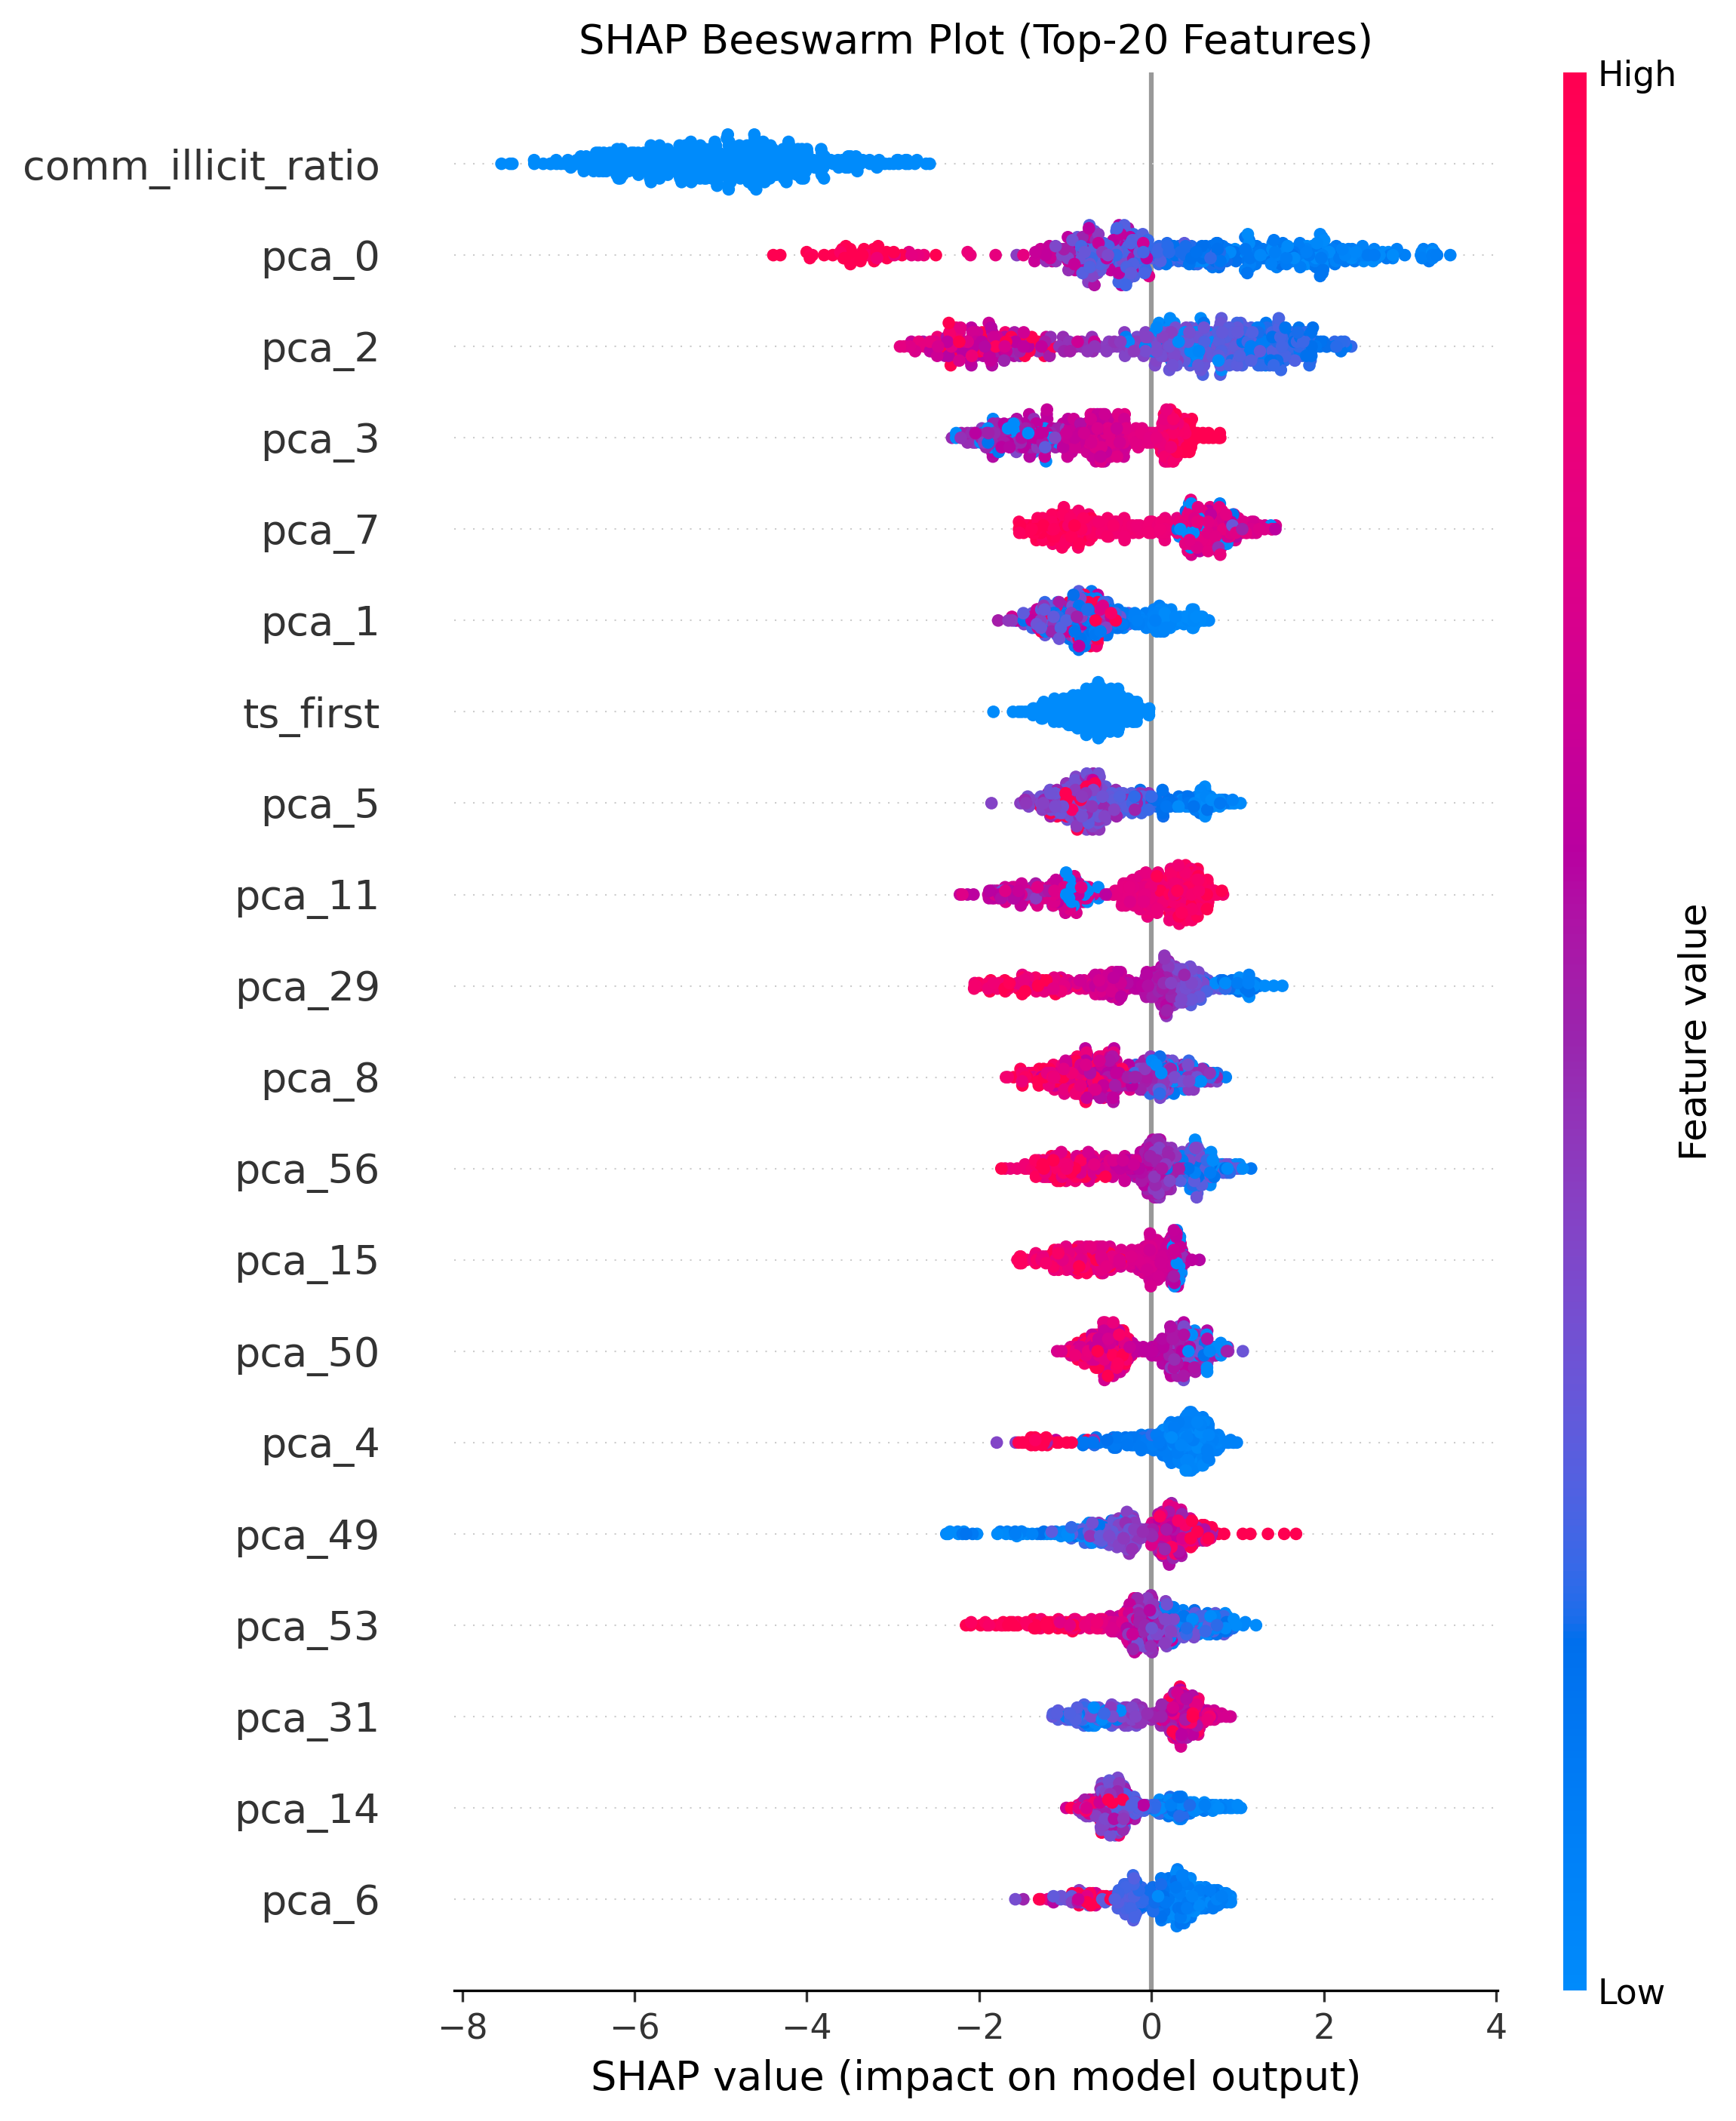 SHAP Beeswarm Plot (Top-20 Features)
High
comm_illicit_ratio
pca_0
pca_2
pca_3
pca_7
pca_1
ts_first
pca_5
pca_11
pca_29
pca_8
pca_56
pca_15
pca_50
pca_4
pca_49
pca_53
pca_31
pca_14
pca_6
Feature value
Low
−8 −6 −4 −2 0 2 4
SHAP value (impact on model output)